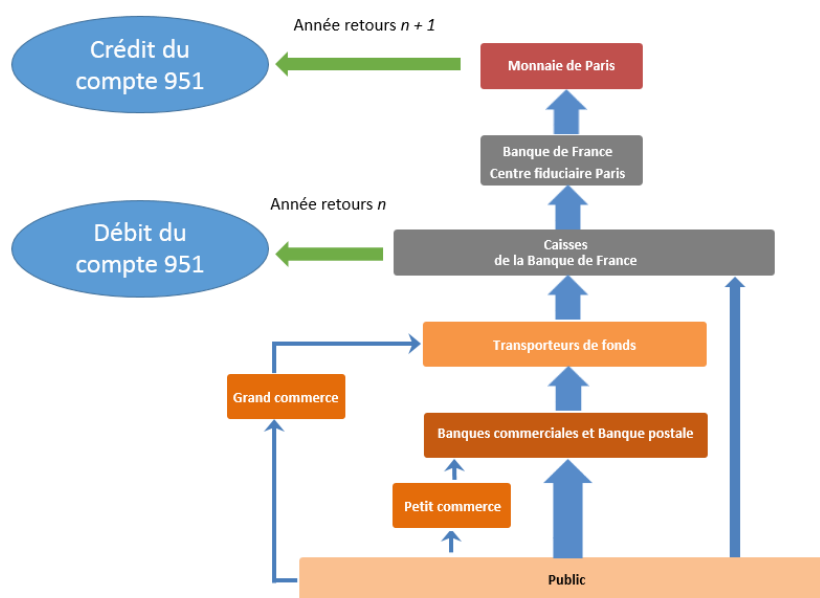 Année retours n + 1
Crédit du
compte 951
Monnaie de Paris
Banque de France
Centre fiduciaire Paris
Année retours n
Débit du
compte 951
Caisses
de la Banque de France
Transporteurs de fonds
Grand commerce
Banques commerciales et Banque postale
Petit commerce
Public